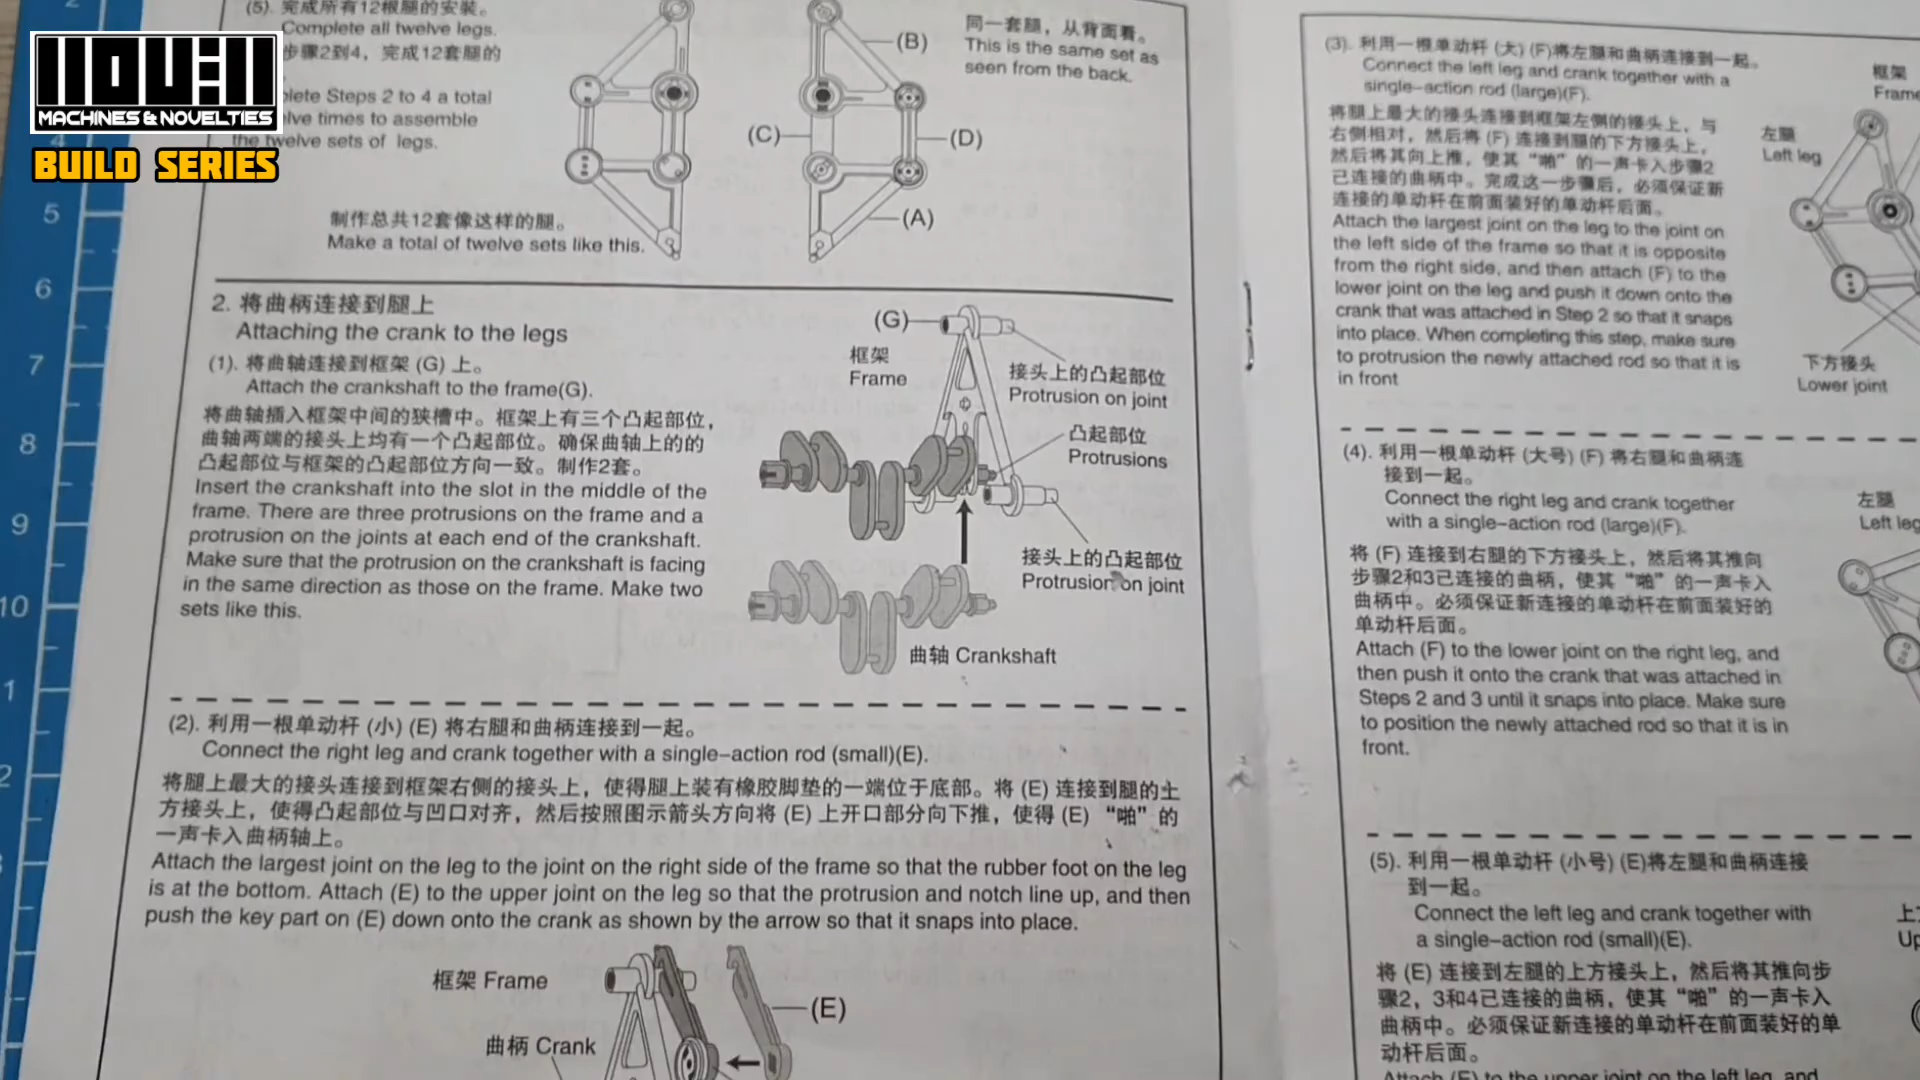 MACHINES & NOVELTIES
BUILD SERIES
4
5
6
7
8
9
10
1
2
(5). 完成所有12根腿的安装。
Complete all twelve legs.
步骤2到4，完成12套腿的
Steps 2 to 4 a total
times to assemble
the twelve sets of legs.
制作总共12套像这样的腿。
Make a total of twelve sets like this.
(B)
(C)
(D)
(A)
同一套腿，从背面看。
This is the same set as
seen from the back.
2. 将曲柄连接到腿上
Attaching the crank to the legs
(1). 将曲轴连接到框架 (G) 上。
Attach the crankshaft to the frame(G).
将曲轴插入框架中间的狭槽中。框架上有三个凸起部位，
曲轴两端的接头上均有一个凸起部位。确保曲轴上的的
凸起部位与框架的凸起部位方向一致。制作2套。
Insert the crankshaft into the slot in the middle of the
frame. There are three protrusions on the frame and a
protrusion on the joints at each end of the crankshaft.
Make sure that the protrusion on the crankshaft is facing
in the same direction as those on the frame. Make two
sets like this.
(G)
框架
Frame
接头上的凸起部位
Protrusion on joint
凸起部位
Protrusions
接头上的凸起部位
Protrusion on joint
曲轴 Crankshaft
(2). 利用一根单动杆 (小) (E) 将右腿和曲柄连接到一起。
Connect the right leg and crank together with a single–action rod (small)(E).
将腿上最大的接头连接到框架右侧的接头上，使得腿上装有橡胶脚垫的一端位于底部。将 (E) 连接到腿的上
方接头上，使得凸起部位与凹口对齐，然后按照图示箭头方向将 (E) 上开口部分向下推，使得 (E) “啪” 的
一声卡入曲柄轴上。
Attach the largest joint on the leg to the joint on the right side of the frame so that the rubber foot on the leg
is at the bottom. Attach (E) to the upper joint on the leg so that the protrusion and notch line up, and then
push the key part on (E) down onto the crank as shown by the arrow so that it snaps into place.
框架 Frame
(E)
曲柄 Crank
(3). 利用一根单动杆 (大) (F)将左腿和曲柄连接到一起。
Connect the left leg and crank together with a
single–action rod (large)(F).
将腿上最大的接头连接到框架左侧的接头上，与
右侧相对，然后将 (F) 连接到腿的下方接头上，
然后将其向上推，使其 “啪” 的一声卡入步骤2
已连接的曲柄中。完成这一步骤后，必须保证新
连接的单动杆在前面装好的单动杆后面。
Attach the largest joint on the leg to the joint on
the left side of the frame so that it is opposite
from the right side, and then attach (F) to the
lower joint on the leg and push it down onto the
crank that was attached in Step 2 so that it snaps
into place. When completing this step, make sure
to protrusion the newly attached rod so that it is
in front
框架
Frame
左腿
Left leg
下方接头
Lower joint
(4). 利用一根单动杆 (大号) (F) 将右腿和曲柄连
接到一起。
Connect the right leg and crank together
with a single–action rod (large)(F).
将 (F) 连接到右腿的下方接头上，然后将其推向
步骤2和3已连接的曲柄，使其 “啪” 的一声卡入
曲柄中。必须保证新连接的单动杆在前面装好的
单动杆后面。
Attach (F) to the lower joint on the right leg, and
then push it onto the crank that was attached in
Steps 2 and 3 until it snaps into place. Make sure
to position the newly attached rod so that it is in
front.
左腿
Left leg
(5). 利用一根单动杆 (小号) (E)将左腿和曲柄连接
到一起。
Connect the left leg and crank together with
a single–action rod (small)(E).
将 (E) 连接到左腿的上方接头上，然后将其推向步
骤2，3和4已连接的曲柄，使其 “啪” 的一声卡入
曲柄中。必须保证新连接的单动杆在前面装好的单
动杆后面。
Attach (E) to the upper joint on the left leg, and